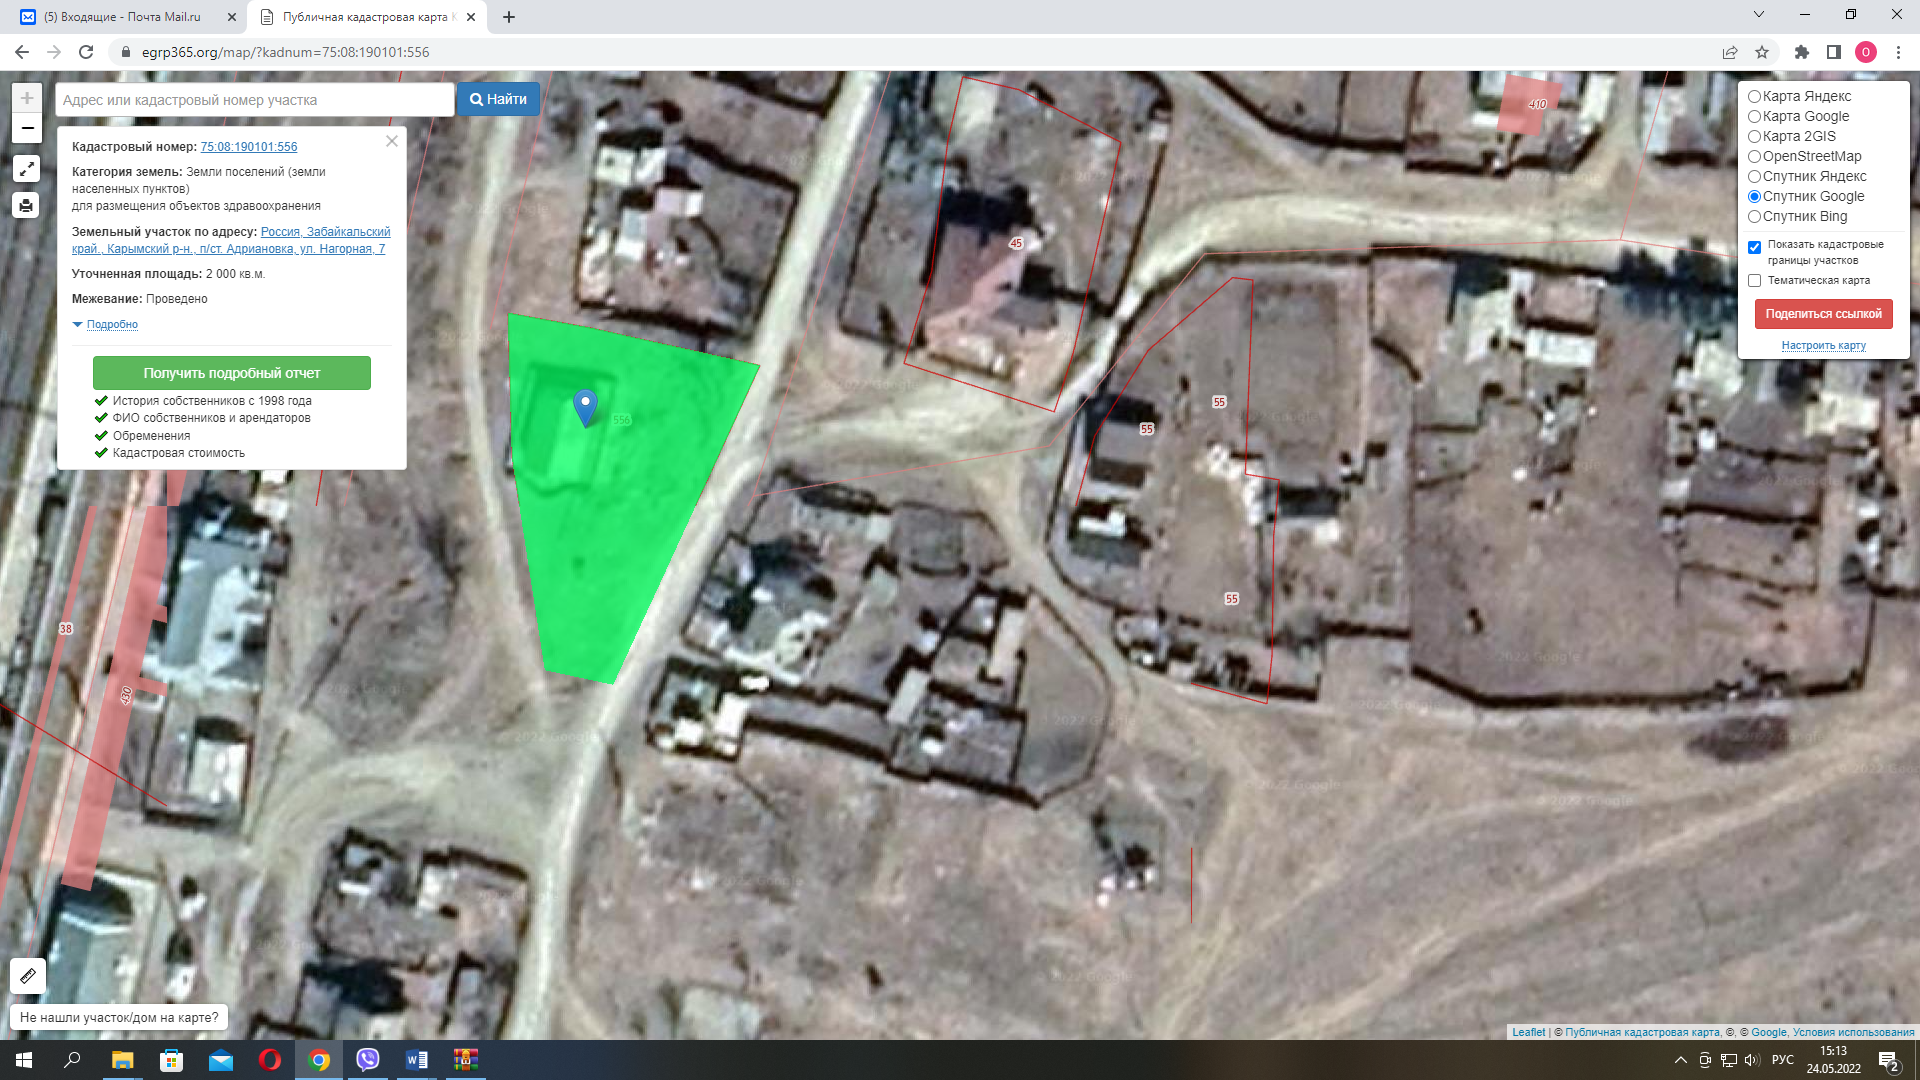 (5) Входящие - Почта Mail.ru
Публичная кадастровая карта К
egrp365.org/map/?kadnum=75:08:190101:556
О
Адрес или кадастровый номер участка
Найти
Кадастровый номер: 75:08:190101:556
Категория земель: Земли поселений (земли
населенных пунктов)
для размещения объектов здравоохранения
Земельный участок по адресу: Россия, Забайкальский
край., Карымский р-н., п/ст. Адриановка, ул. Нагорная, 7
Уточненная площадь: 2 000 кв.м.
Межевание: Проведено
Подробно
Получить подробный отчет
История собственников с 1998 года
ФИО собственников и арендаторов
Обременения
Кадастровая стоимость
Карта Яндекс
Карта Google
Карта 2GIS
OpenStreetMap
Спутник Яндекс
Спутник Google
Спутник Bing
Показать кадастровые
границы участков
Тематическая карта
Поделиться ссылкой
Настроить карту
410
45
556
55
55
55
38
430
© 2022 Google
Не нашли участок/дом на карте?
Leaflet | © Публичная кадастровая карта, ©, © Google, Условия использования
РУС
15:13
24.05.2022
2